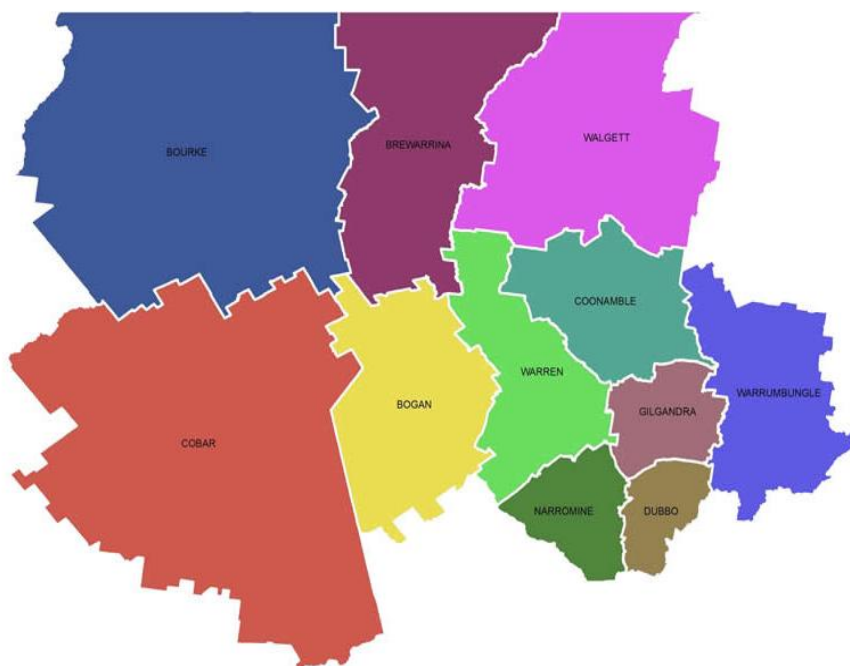 WALGETT
BREWARRINA
BOURKE
COONAMBLE
WARREN
WARRUMBUNGLE
BOGAN
GILGANDRA
COBAR
NARROMINE
DUBBO